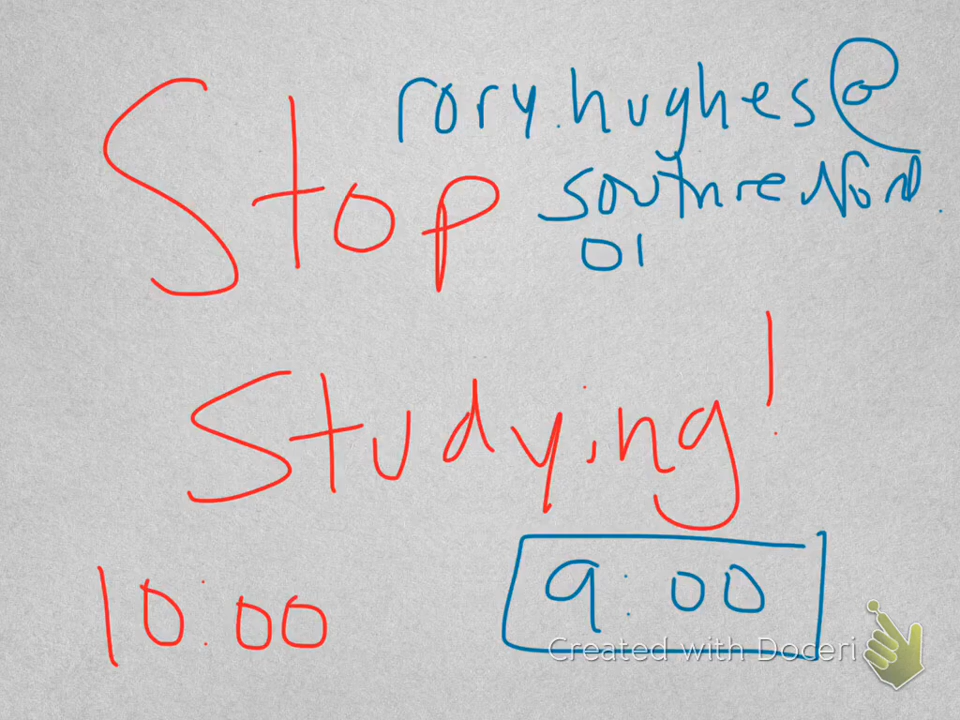 rory.hughes@
Stop
01
Studying!
10:00
9:00
Created with Doceri